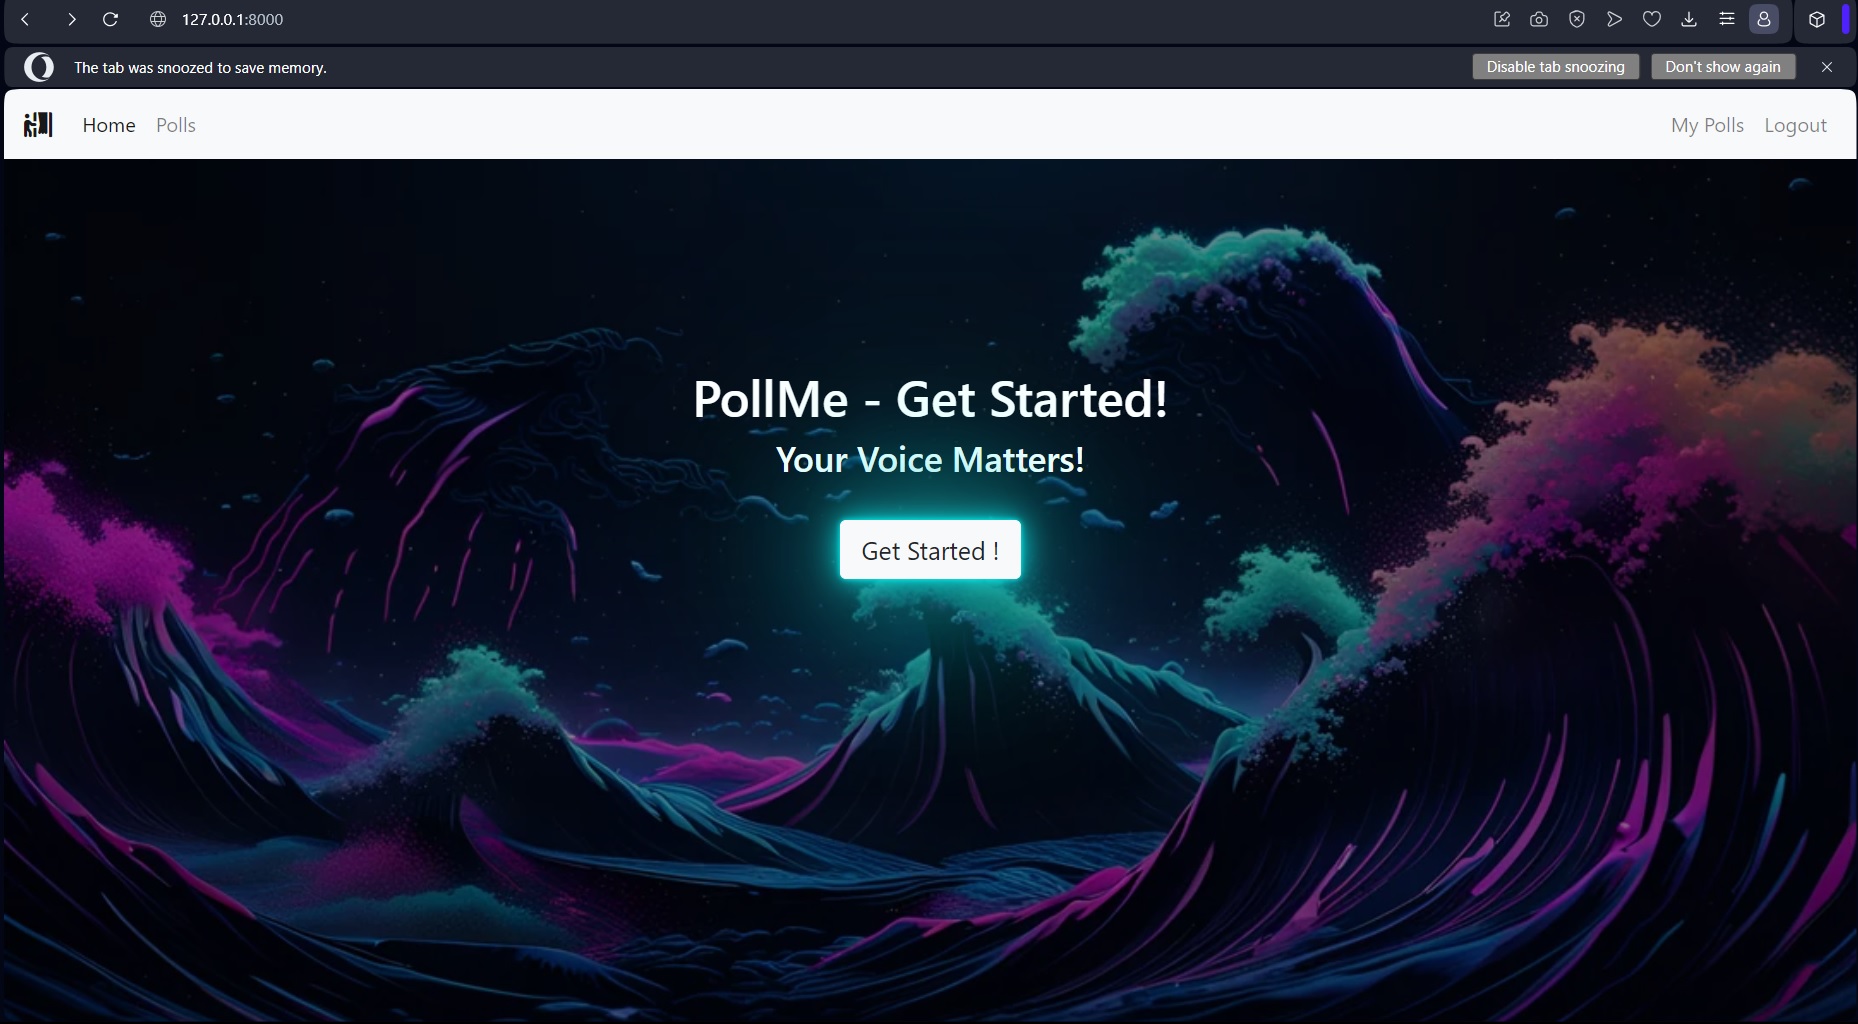 127.0.0.1:8000
The tab was snoozed to save memory.
Disable tab snoozing
Don't show again
Home
Polls
My Polls
Logout
PollMe - Get Started!
Your Voice Matters!
Get Started !